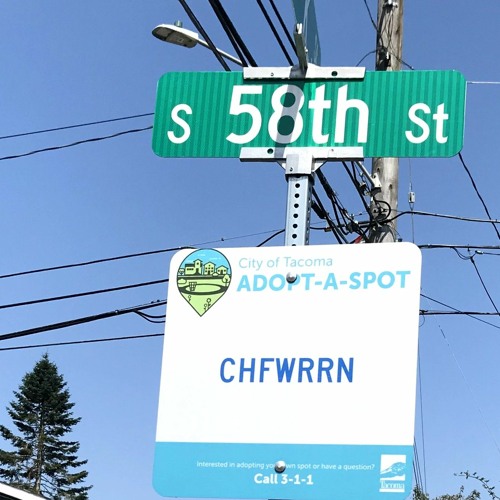 S 58th St
City of Tacoma
ADOPT-A-SPOT
CHFWRRN
Interested in adopting your own spot or have a question?
Call 3-1-1
Tacoma